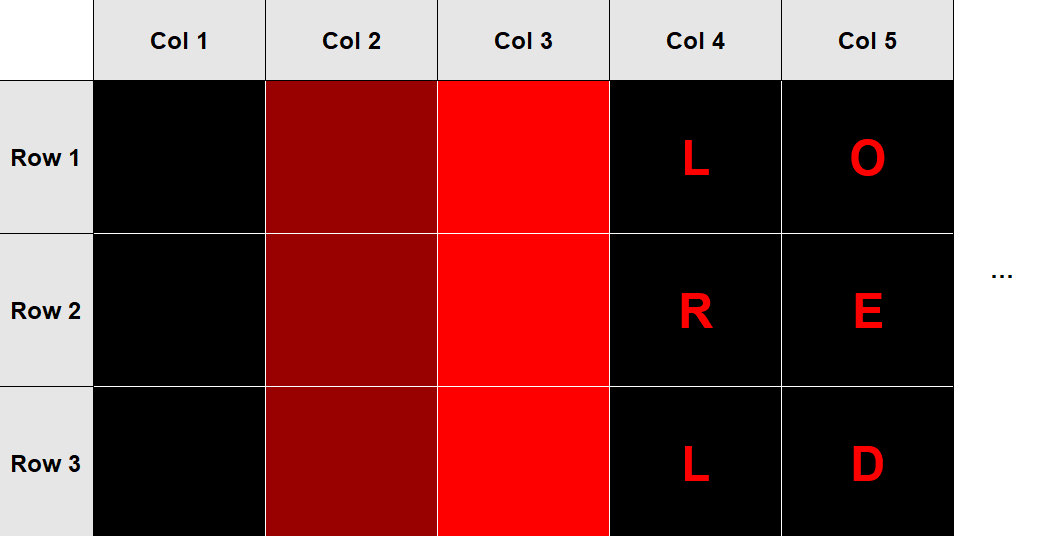 Col 1 Col 2 Col 3 Col 4 Col 5
Row 1 L O
...
Row 2 R E
Row 3 L D